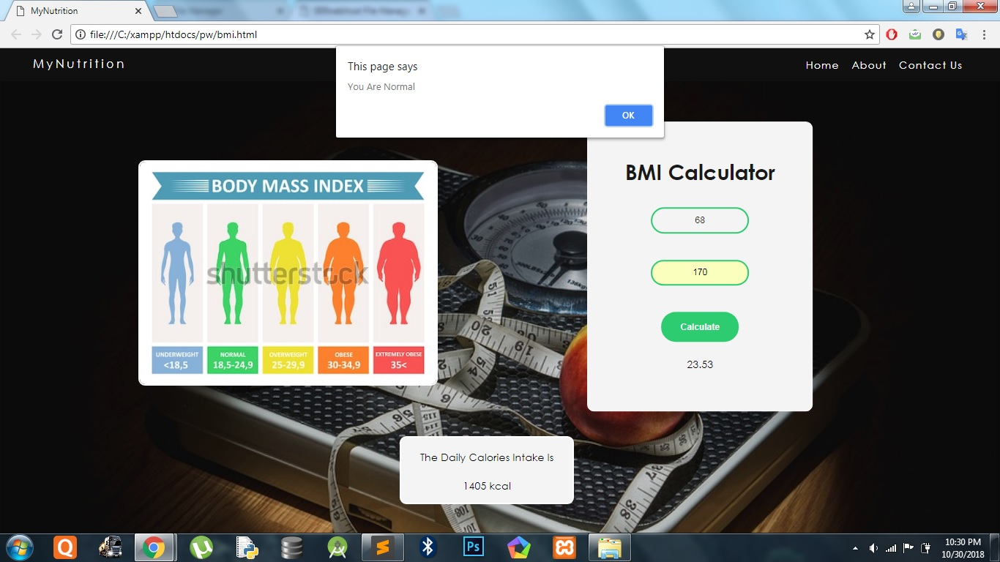 MyNutrition
file:///C:/xampp/htdocs/pw/bmi.html
MyNutrition
Home About Contact Us
This page says
You Are Normal
OK
BODY MASS INDEX
shutterstock
UNDERWEIGHT
<18,5
NORMAL
18,5-24,9
OVERWEIGHT
25-29,9
OBESE
30-34,9
EXTREMELY OBESE
35<
BMI Calculator
68
170
Calculate
23.53
The Daily Calories Intake Is
1405 kcal
10:30 PM
10/30/2018